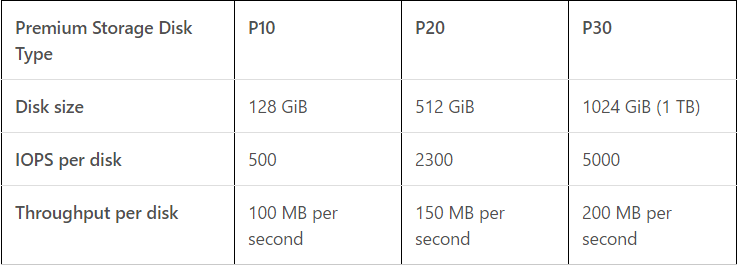 Premium Storage Disk P10 P20 P30
Type
Disk size 128 GiB 512 GiB 1024 GiB (1 TB)
IOPS per disk 500 2300 5000
Throughput per disk 100 MB per 150 MB per 200 MB per
second second second